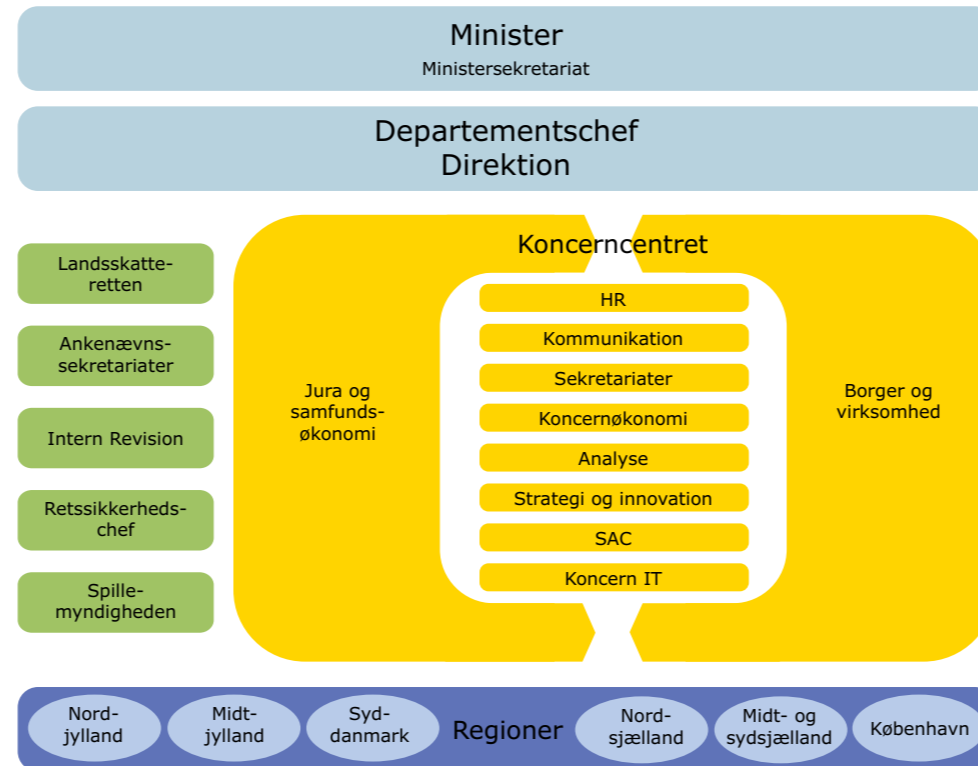 Minister
Ministersekretariat
Departementschef
Direktion
Landsskatte-
retten
Ankenævns-
sekretariater
Intern Revision
Retssikkerheds-
chef
Spille-
myndigheden
Koncerncentret
Jura og
samfunds-
økonomi
HR
Kommunikation
Sekretariater
Koncernøkonomi
Analyse
Strategi og innovation
SAC
Koncern IT
Borger og
virksomhed
Nord-
jylland
Midt-
jylland
Syd-
danmark
Regioner
Nord-
sjælland
Midt- og
sydsjælland
København